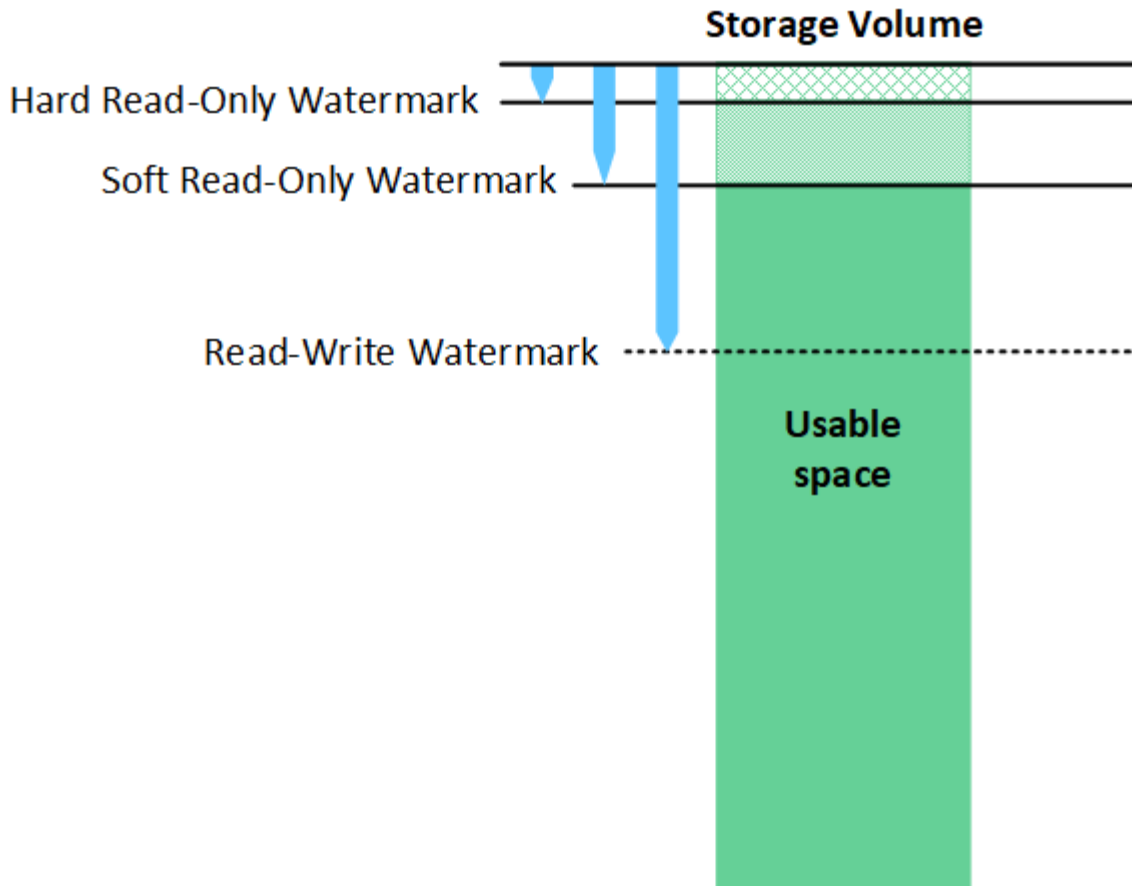 Storage Volume
Hard Read-Only Watermark
Soft Read-Only Watermark
Read-Write Watermark
Usable
space